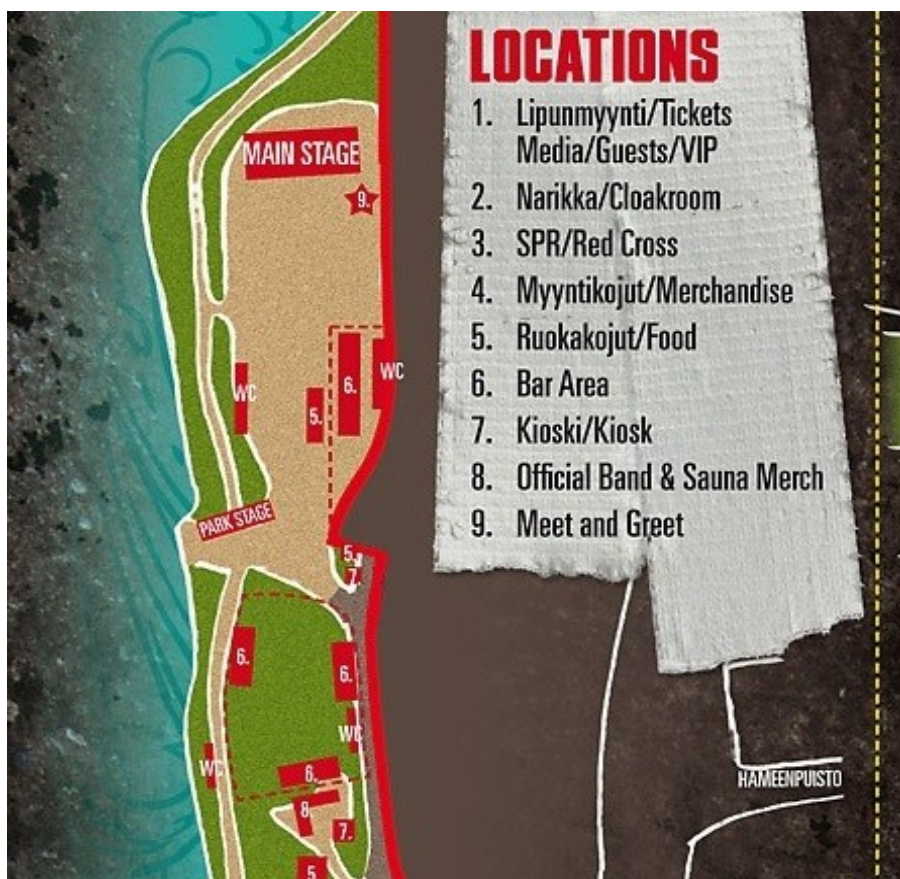 LOCATIONS
1. Lipunmyynti/Tickets
Media/Guests/VIP
2. Narikka/Cloakroom
3. SPR/Red Cross
4. Myyntikojut/Merchandise
5. Ruokakojut/Food
6. Bar Area
7. Kioski/Kiosk
8. Official Band & Sauna Merch
9. Meet and Greet
MAIN STAGE
9.
WC
WC
6.
5.
PARK STAGE
5.
7.
6.
6.
WC
WC
6.
8
7.
5
HAMEENPUISTO